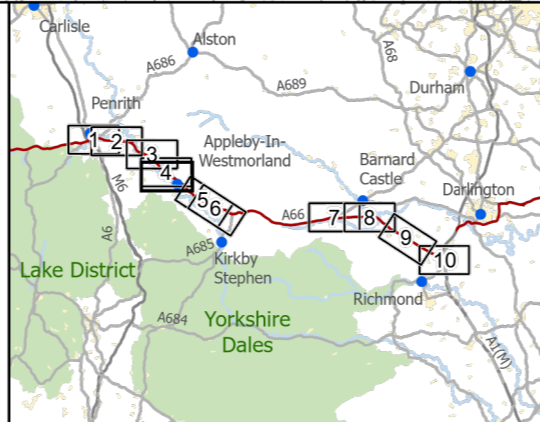 Carlisle
Alston
A686
A68
A689
Durham
Penrith
1
2
3
4
5
6
Appleby-In-
Westmorland
Barnard
Castle
Darlington
M6
A66
7
8
9
10
A6
A685
Lake District
Kirkby
Stephen
Richmond
A684
Yorkshire
Dales
A1(M)